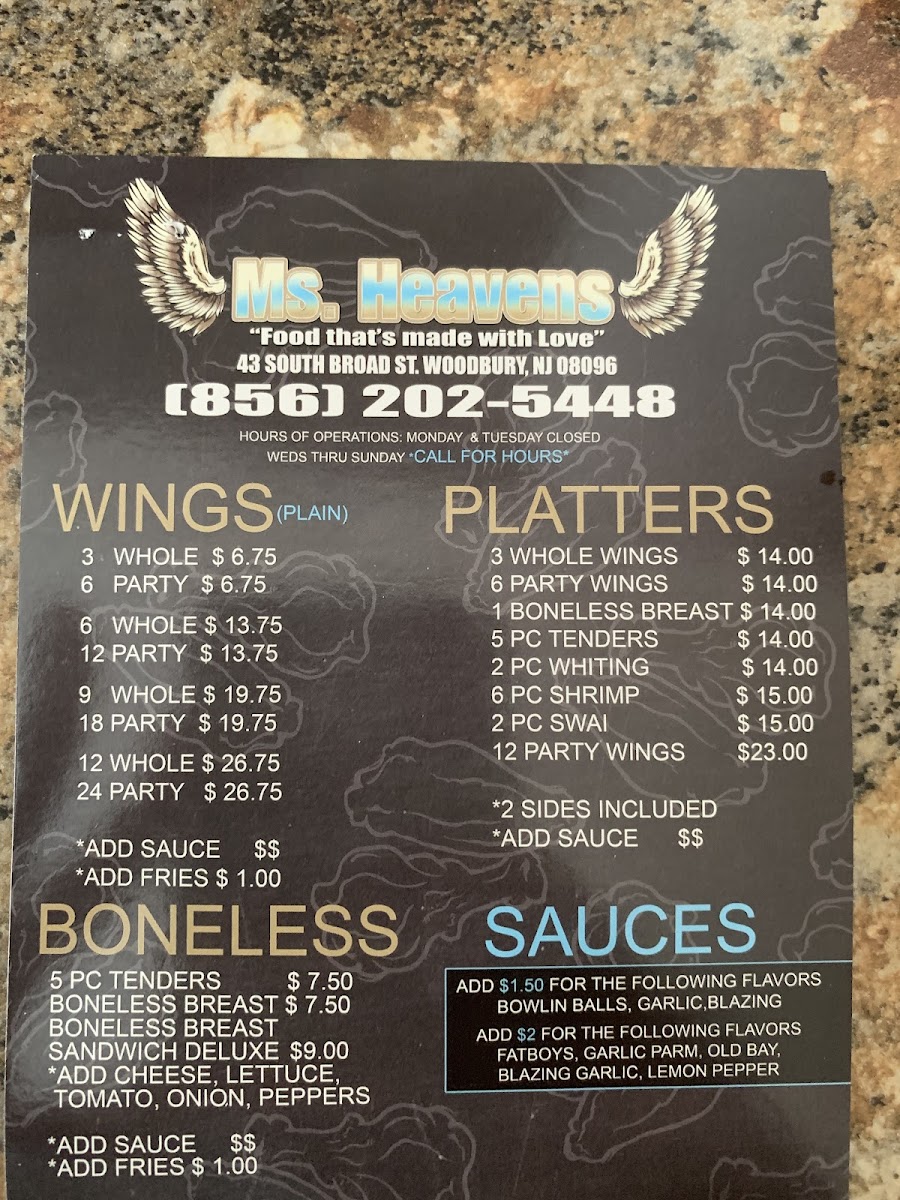 Ms. Heavens
"Food that's made with Love"
43 SOUTH BROAD ST. WOODBURY, NJ 08096
(856) 202-5448
HOURS OF OPERATIONS: MONDAY & TUESDAY CLOSED
WEDS THRU SUNDAY *CALL FOR HOURS*
WINGS (PLAIN)
3 WHOLE $ 6.75
6 PARTY $ 6.75
6 WHOLE $ 13.75
12 PARTY $ 13.75
9 WHOLE $ 19.75
18 PARTY $ 19.75
12 WHOLE $ 26.75
24 PARTY $ 26.75
*ADD SAUCE $$
*ADD FRIES $ 1.00
PLATTERS
3 WHOLE WINGS $ 14.00
6 PARTY WINGS $ 14.00
1 BONELESS BREAST $ 14.00
5 PC TENDERS $ 14.00
2 PC WHITING $ 14.00
6 PC SHRIMP $ 15.00
2 PC SWAI $ 15.00
12 PARTY WINGS $23.00
*2 SIDES INCLUDED
*ADD SAUCE $$
BONELESS
5 PC TENDERS $ 7.50
BONELESS BREAST $ 7.50
BONELESS BREAST
SANDWICH DELUXE $9.00
*ADD CHEESE, LETTUCE,
TOMATO, ONION, PEPPERS
*ADD SAUCE $$
*ADD FRIES $ 1.00
SAUCES
ADD $1.50 FOR THE FOLLOWING FLAVORS
BOWLIN BALLS, GARLIC,BLAZING
ADD $2 FOR THE FOLLOWING FLAVORS
FATBOYS, GARLIC PARM, OLD BAY,
BLAZING GARLIC, LEMON PEPPER